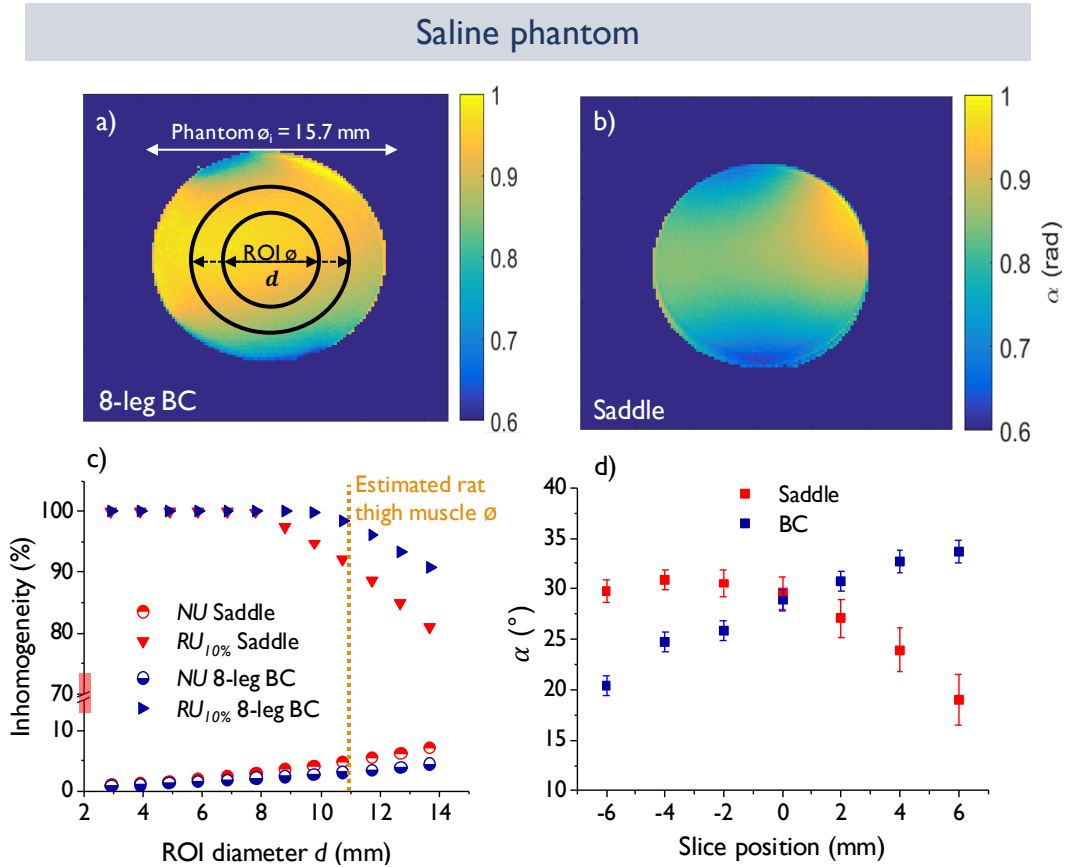 Saline phantom
a)
Phantom øᵢ = 15.7 mm
ROI ø
d
8-leg BC
1
0.9
0.8
0.7
0.6
b)
Saddle
1
0.9
0.8
0.7
0.6
α (rad)
c)
Inhomogeneity (%)
100
90
80
70
10
5
0
Estimated rat
thigh muscle ø
NU Saddle
RU10% Saddle
NU 8-leg BC
RU10% 8-leg BC
2 4 6 8 10 12 14
ROI diameter d (mm)
d)
α (°)
40
35
30
25
20
15
10
Saddle
BC
-6 -4 -2 0 2 4 6
Slice position (mm)